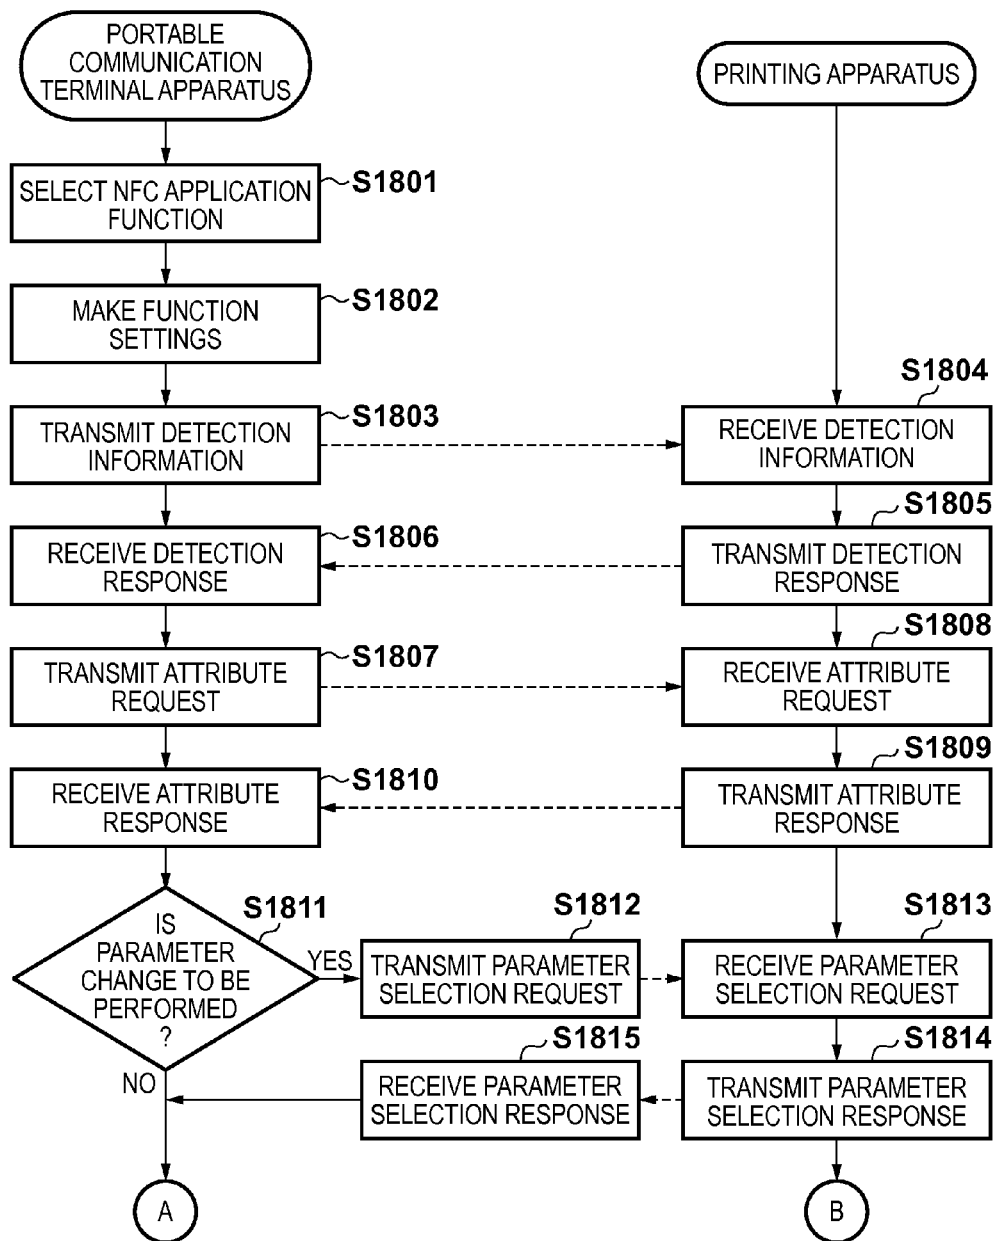 PORTABLE
COMMUNICATION
TERMINAL APPARATUS
PRINTING APPARATUS
SELECT NFC APPLICATION
FUNCTION
S1801
MAKE FUNCTION
SETTINGS
S1802
TRANSMIT DETECTION
INFORMATION
S1803
S1804
RECEIVE DETECTION
INFORMATION
S1805
TRANSMIT DETECTION
RESPONSE
RECEIVE DETECTION
RESPONSE
S1806
TRANSMIT ATTRIBUTE
REQUEST
S1807
S1808
RECEIVE ATTRIBUTE
REQUEST
S1809
TRANSMIT ATTRIBUTE
RESPONSE
RECEIVE ATTRIBUTE
RESPONSE
S1810
S1811
IS
PARAMETER
CHANGE TO BE
PERFORMED
?
YES
NO
S1812
TRANSMIT PARAMETER
SELECTION REQUEST
S1813
RECEIVE PARAMETER
SELECTION REQUEST
S1814
TRANSMIT PARAMETER
SELECTION RESPONSE
S1815
RECEIVE PARAMETER
SELECTION RESPONSE
A
B